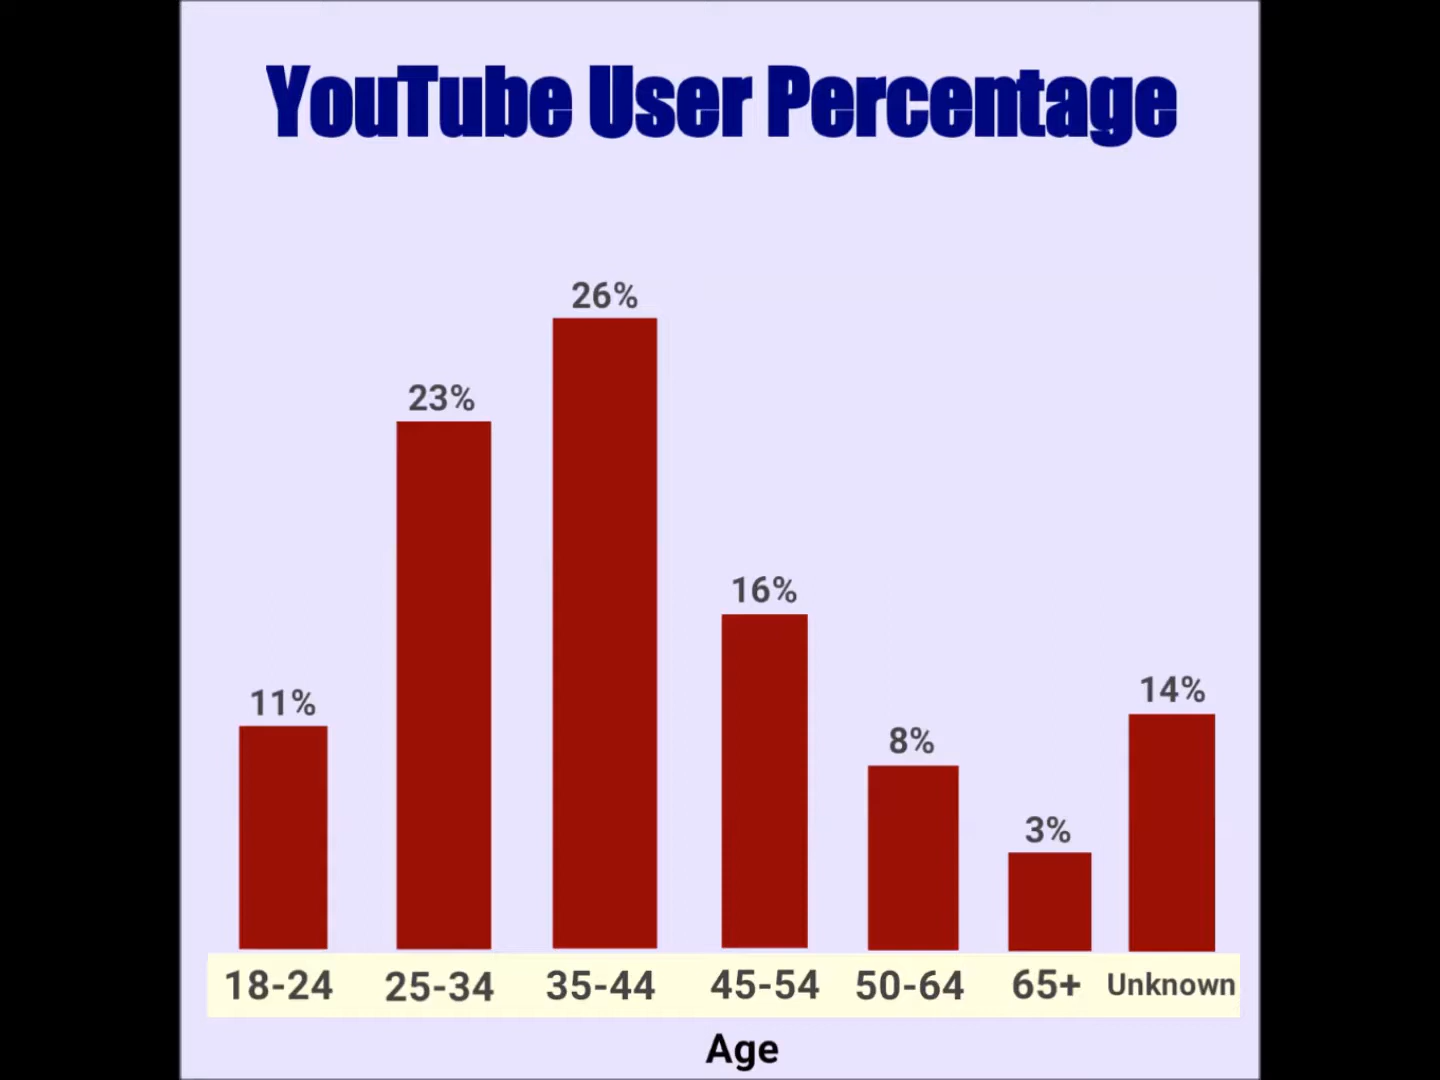 YouTube User Percentage
26%
23%
16%
11%
14%
8%
3%
18-24 25-34 35-44 45-54 50-64 65+ Unknown
Age